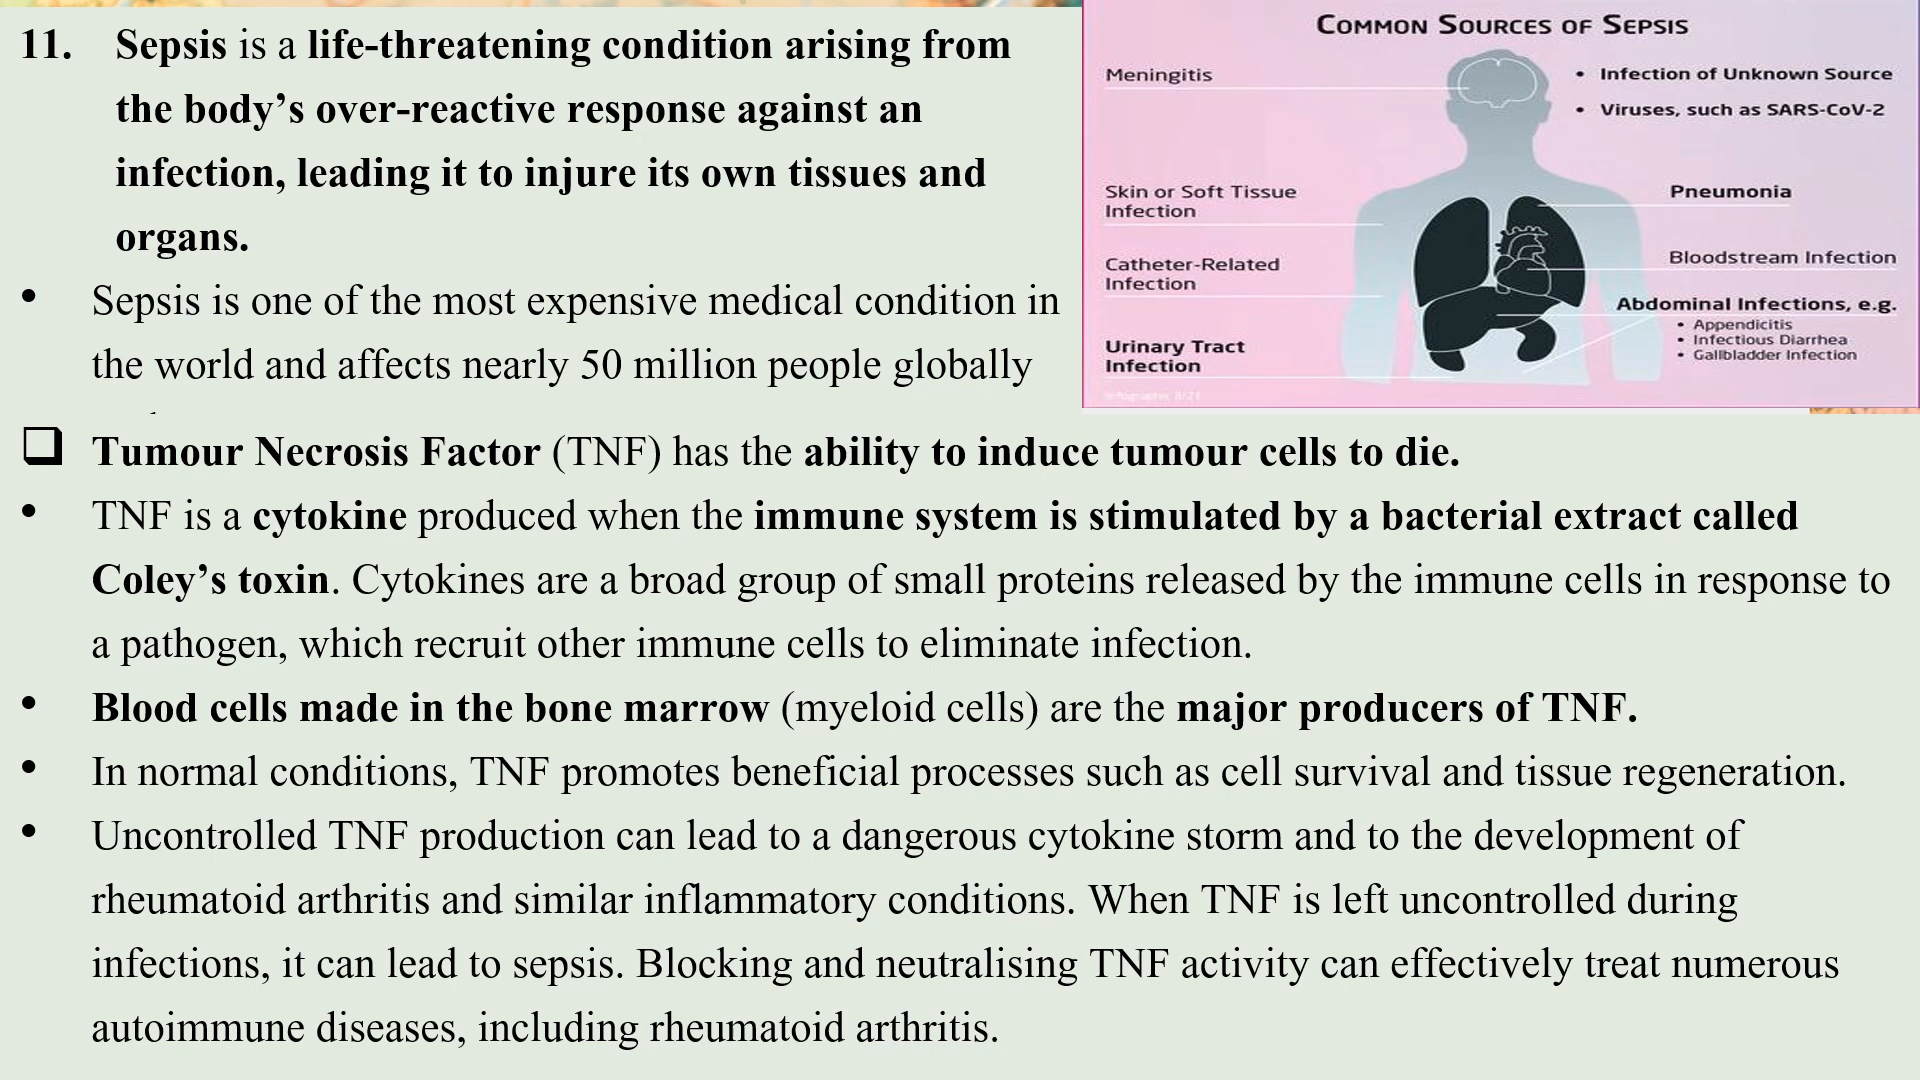 11. Sepsis is a life-threatening condition arising from
the body’s over-reactive response against an
infection, leading it to injure its own tissues and
organs.
• Sepsis is one of the most expensive medical condition in
the world and affects nearly 50 million people globally
COMMON SOURCES OF SEPSIS
Meningitis
• Infection of Unknown Source
• Viruses, such as SARS-CoV-2
Skin or Soft Tissue
Infection
Pneumonia
Catheter-Related
Infection
Bloodstream Infection
Abdominal Infections, e.g.
• Appendicitis
• Infectious Diarrhea
• Gallbladder Infection
Urinary Tract
Infection
Infographic 8/21
❑ Tumour Necrosis Factor (TNF) has the ability to induce tumour cells to die.
• TNF is a cytokine produced when the immune system is stimulated by a bacterial extract called
Coley’s toxin. Cytokines are a broad group of small proteins released by the immune cells in response to
a pathogen, which recruit other immune cells to eliminate infection.
• Blood cells made in the bone marrow (myeloid cells) are the major producers of TNF.
• In normal conditions, TNF promotes beneficial processes such as cell survival and tissue regeneration.
• Uncontrolled TNF production can lead to a dangerous cytokine storm and to the development of
rheumatoid arthritis and similar inflammatory conditions. When TNF is left uncontrolled during
infections, it can lead to sepsis. Blocking and neutralising TNF activity can effectively treat numerous
autoimmune diseases, including rheumatoid arthritis.